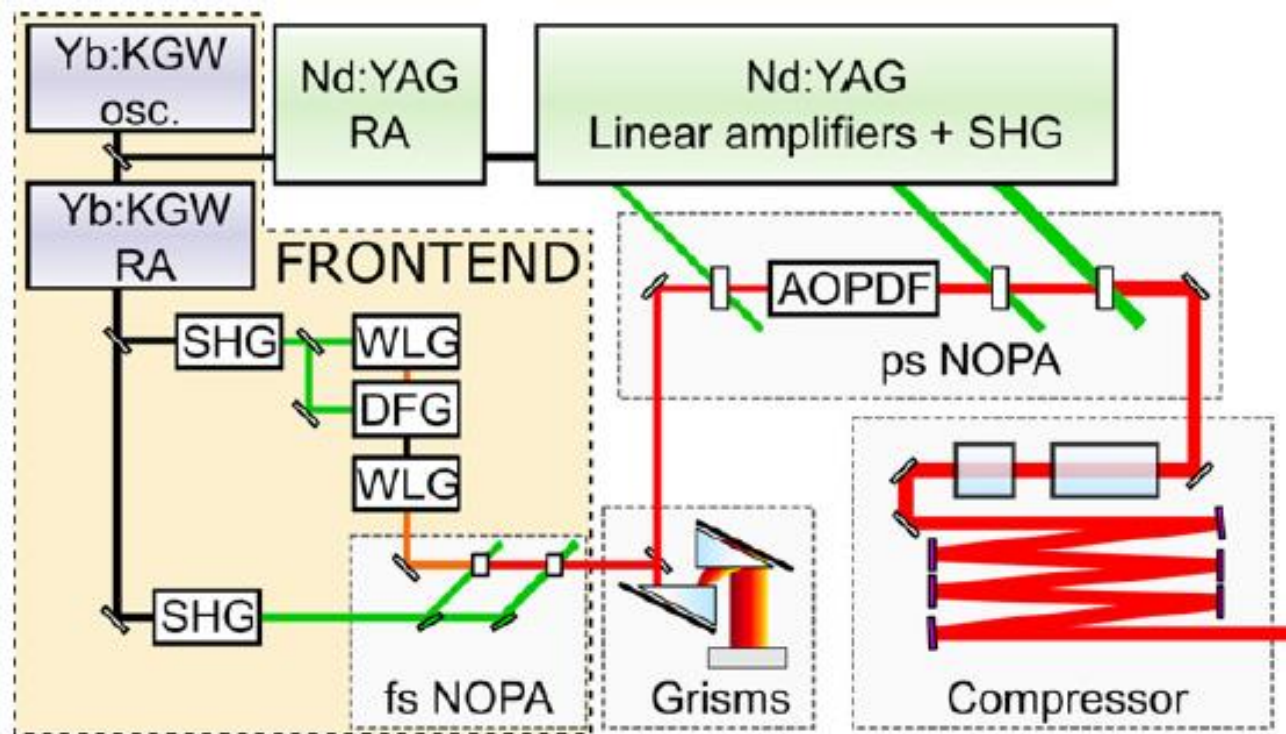 Yb:KGW
osc.
Nd:YAG
RA
Nd:YAG
Linear amplifiers + SHG
Yb:KGW
RA
FRONTEND
AOPDF
SHG
WLG
ps NOPA
DFG
WLG
SHG
fs NOPA
Grisms
Compressor